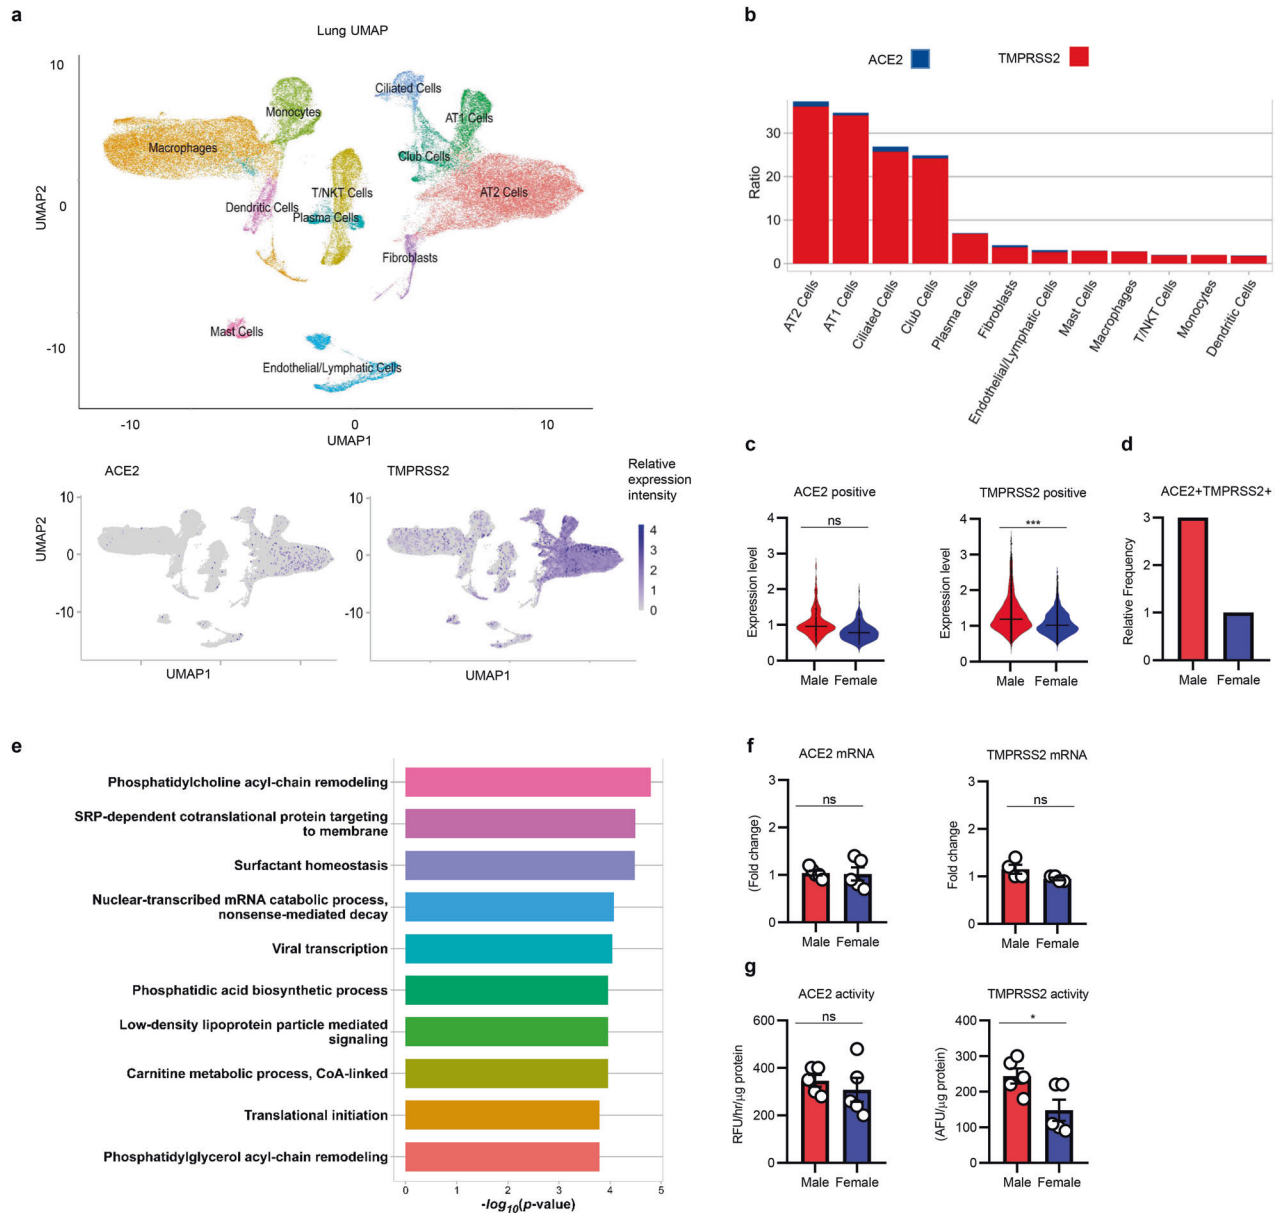 a
Lung UMAP
10
0
-10
UMAP2
Monocytes
Ciliated Cells
AT1 Cells
Macrophages
Club Cells
T/NKT Cells
AT2 Cells
Dendritic Cells
Plasma Cells
Fibroblasts
Mast Cells
Endothelial/Lymphatic Cells
-10
0
10
UMAP1
ACE2
10
0
-10
UMAP2
UMAP1
TMPRSS2
10
0
-10
UMAP1
Relative
expression
intensity
4
3
2
1
0
b
ACE2
TMPRSS2
30
20
10
0
Ratio
AT2 Cells
AT1 Cells
Ciliated Cells
Club Cells
Plasma Cells
Fibroblasts
Endothelial/Lymphatic Cells
Mast Cells
Macrophages
T/NKT Cells
Monocytes
Dendritic Cells
c
ACE2 positive
ns
4
3
2
1
0
Expression level
Male
Female
TMPRSS2 positive
***
4
3
2
1
0
Expression level
Male
Female
d
ACE2+TMPRSS2+
3
2
1
0
Relative Frequency
Male
Female
e
Phosphatidylcholine acyl-chain remodeling
SRP-dependent cotranslational protein targeting
to membrane
Surfactant homeostasis
Nuclear-transcribed mRNA catabolic process,
nonsense-mediated decay
Viral transcription
Phosphatidic acid biosynthetic process
Low-density lipoprotein particle mediated
signaling
Carnitine metabolic process, CoA-linked
Translational initiation
Phosphatidylglycerol acyl-chain remodeling
0
1
2
3
4
5
-log10(p-value)
f
ACE2 mRNA
ns
3
2
1
0
(Fold change)
Male
Female
TMPRSS2 mRNA
ns
3
2
1
0
Fold change
Male
Female
g
ACE2 activity
ns
600
400
200
0
RFU/hr/µg protein
Male
Female
TMPRSS2 activity
*
400
300
200
100
0
(AFU/µg protein)
Male
Female